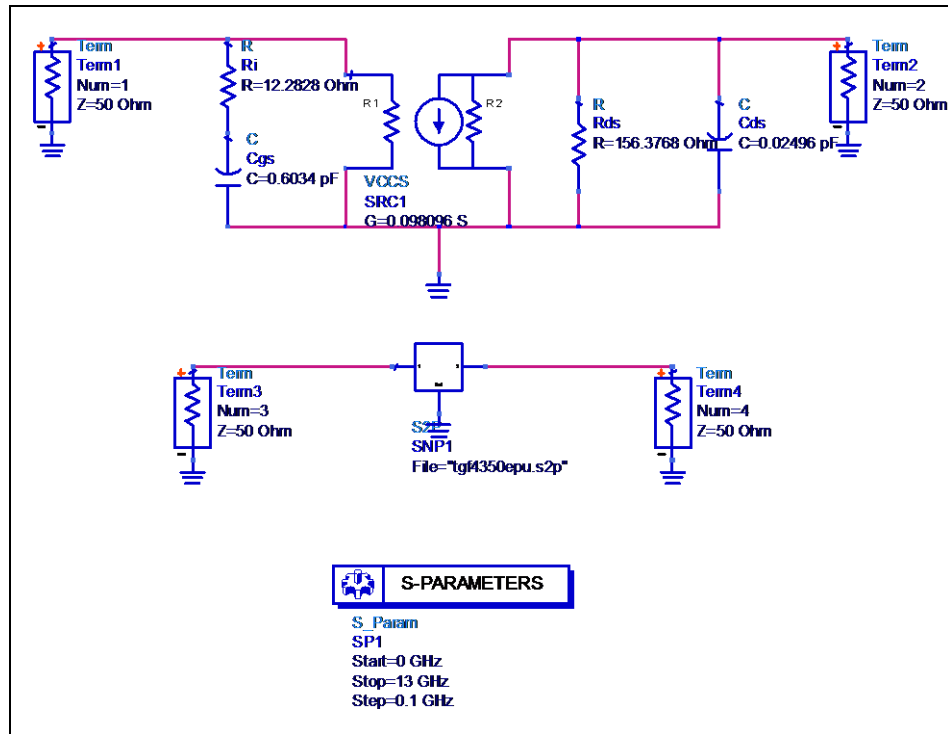 Term
Term1
Num=1
Z=50 Ohm
R
Ri
R=12.2828 Ohm
C
Cgs
C=0.6034 pF
R1
R2
VCCS
SRC1
G=0.098096 S
R
Rds
R=156.3768 Ohm
C
Cds
C=0.02496 pF
Term
Term2
Num=2
Z=50 Ohm
Term
Term3
Num=3
Z=50 Ohm
1
2
Ref
S2P
SNP1
File="tgf4350epu.s2p"
Term
Term4
Num=4
Z=50 Ohm
S-PARAMETERS
S_Param
SP1
Start=0 GHz
Stop=13 GHz
Step=0.1 GHz